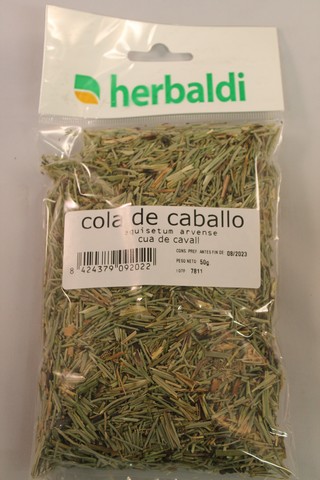 herbaldi
cola de caballo
equisetum arvense
cua de cavall
CONS. PREF. ANTES FIN DE: 08/2023
PESO NETO: 50g
LOTE: 7811
8 424379 092022